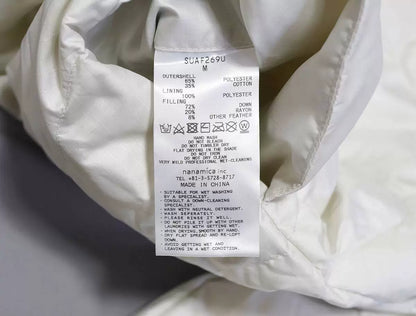 SUAF269U
M
OUTERSHELL
65% POLYESTER
35% COTTON
LINING
100% POLYESTER
FILLING
72% DOWN
20% RAYON
8% OTHER FEATHER
HAND WASH
DO NOT BLEACH
DO NOT TUMBLE DRY
FLAT DRYING IN THE SHADE
DO NOT IRON
DO NOT DRY CLEAN
VERY MILD PROFESSIONAL WET-CLEANING
nanamica inc
TEL +81-3-5728-8717
MADE IN CHINA
- SUITABLE FOR WET WASHING
BY A SPECIALIST.
- CONSULT A DOWN-CLEANING
SPECIALIST.
- WASH WITH NEUTRAL DETERGENT.
- WASH SEPARATELY.
- PLEASE RINSE IT WELL.
- DO NOT PILE IT UP WITH OTHER
LAUNDRIES WITH GETTING WET.
- WHEN DRYING, SMOOTH BY HAND,
DRY FLAT SPREAD AND RE-LOFT
DOWN.
- AVOID GETTING WET AND
LEAVING IN A WET CONDITION.